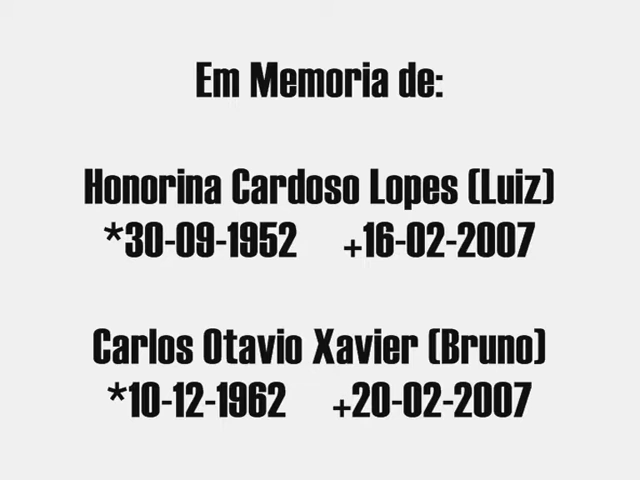 Em Memoria de:
Honorina Cardoso Lopes (Luiz)
*30-09-1952 +16-02-2007
Carlos Otavio Xavier (Bruno)
*10-12-1962 +20-02-2007